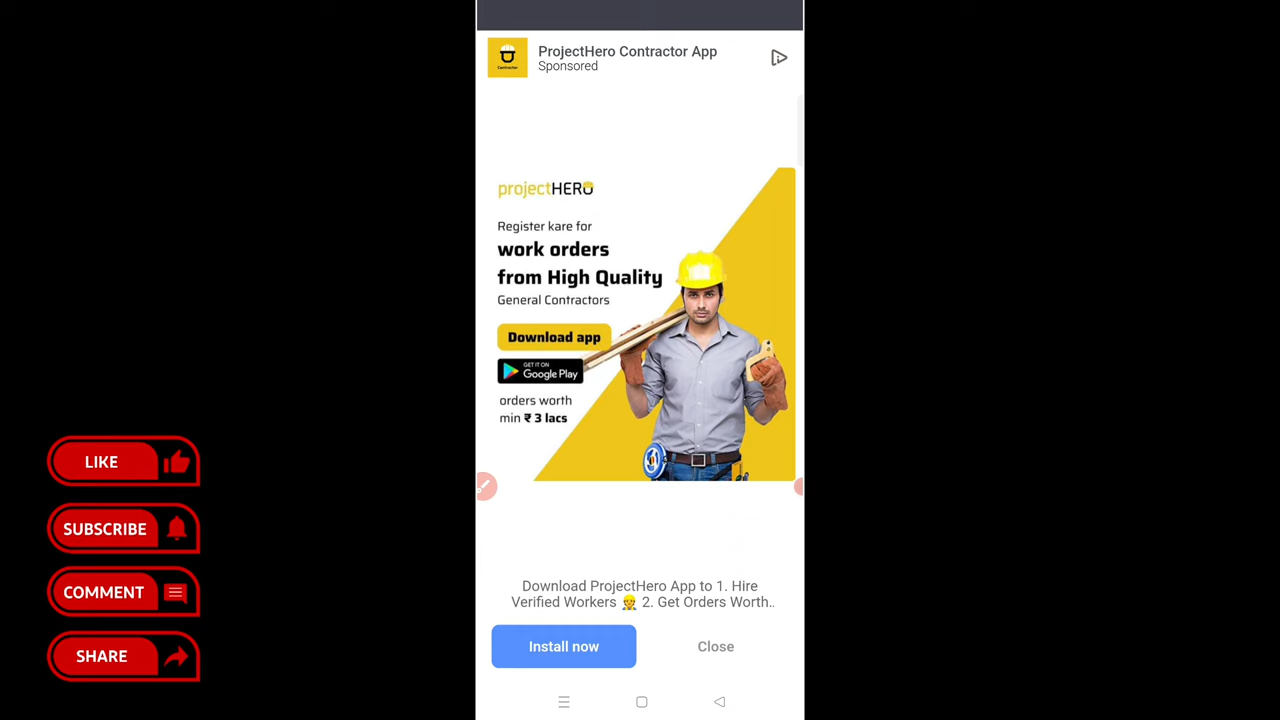 ProjectHero Contractor App
Sponsored
Contractor
projectHERO
Register kare for
work orders
from High Quality
General Contractors
Download app
GET IT ON
Google Play
orders worth
min ₹ 3 lacs
Download ProjectHero App to 1. Hire
Verified Workers 👷 2. Get Orders Worth..
Install now
Close
LIKE
SUBSCRIBE
COMMENT
SHARE